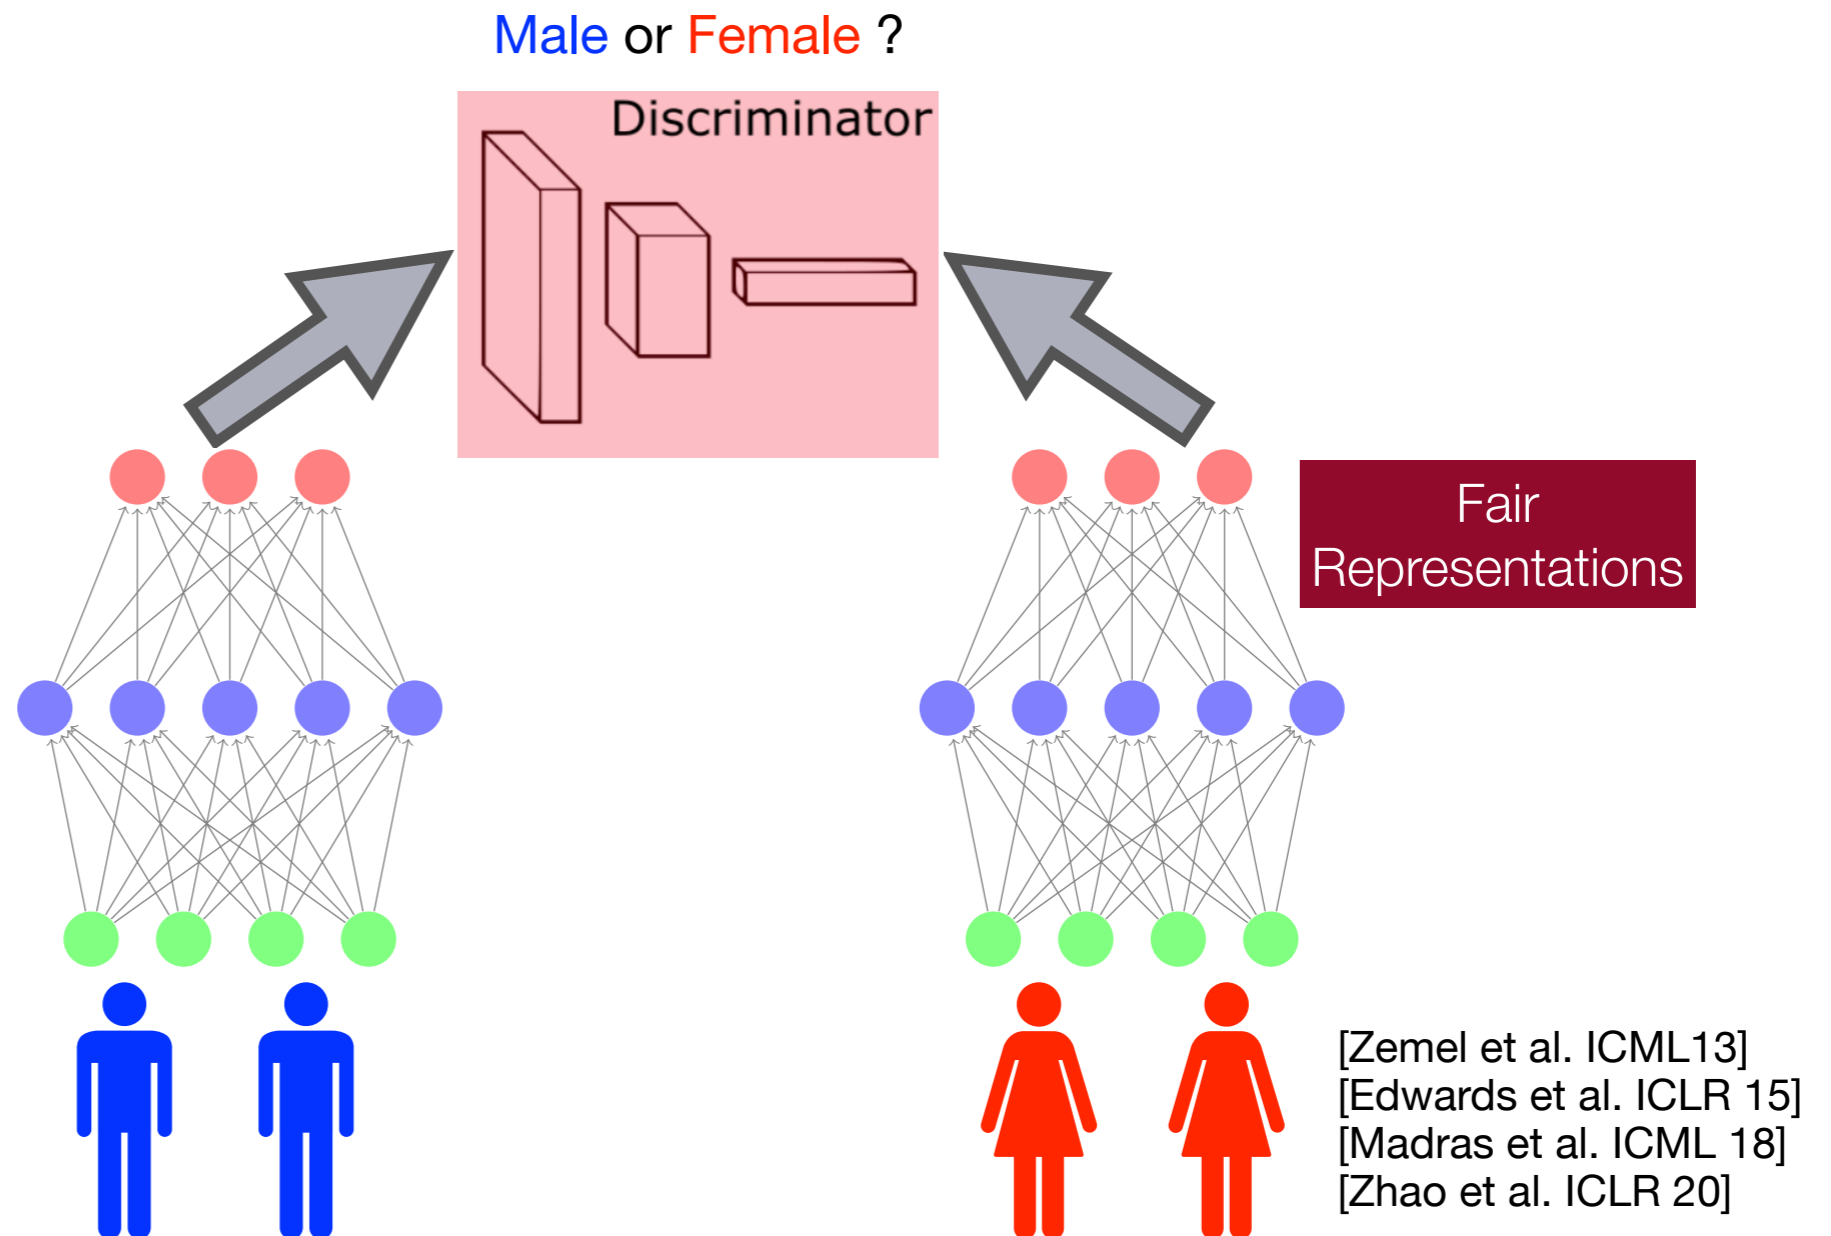 Male or Female ?
Discriminator
Fair
Representations
[Zemel et al. ICML13]
[Edwards et al. ICLR 15]
[Madras et al. ICML 18]
[Zhao et al. ICLR 20]